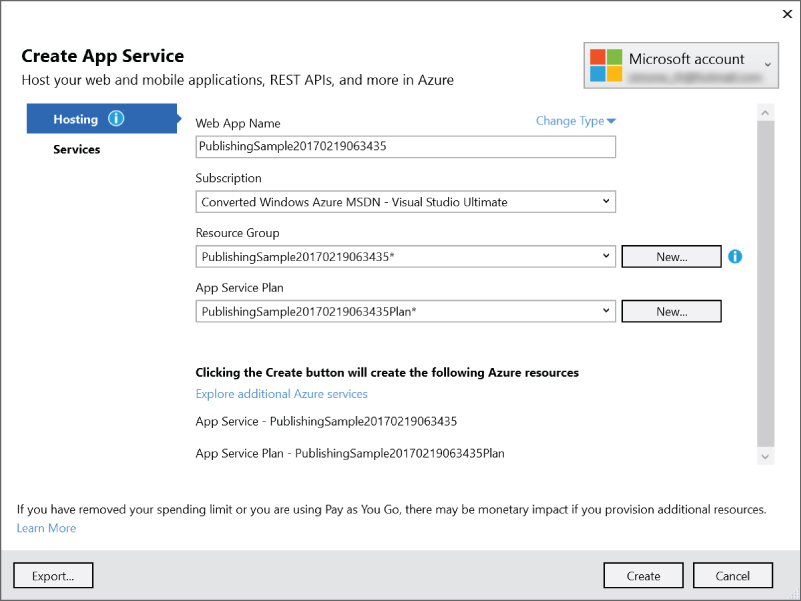 Create App Service
Host your web and mobile applications, REST APIs, and more in Azure
Microsoft account
Hosting
Services
Web App Name
Change Type
PublishingSample20170219063435
Subscription
Converted Windows Azure MSDN - Visual Studio Ultimate
Resource Group
PublishingSample20170219063435*
New...
App Service Plan
PublishingSample20170219063435Plan*
New...
Clicking the Create button will create the following Azure resources
Explore additional Azure services
App Service - PublishingSample20170219063435
App Service Plan - PublishingSample20170219063435Plan
If you have removed your spending limit or you are using Pay as You Go, there may be monetary impact if you provision additional resources.
Learn More
Export...
Create
Cancel